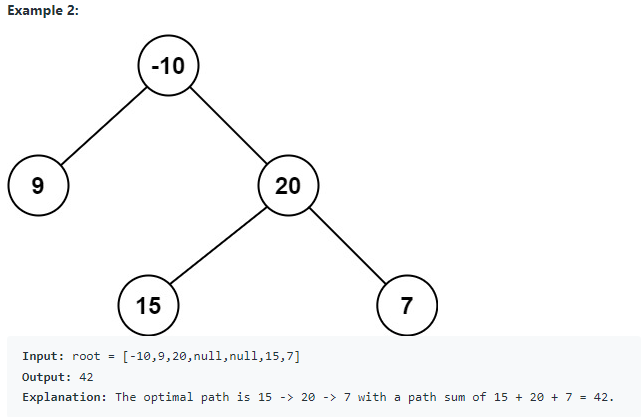 Example 2:
-10
9
20
15
7
Input: root = [-10,9,20,null,null,15,7]
Output: 42
Explanation: The optimal path is 15 -> 20 -> 7 with a path sum of 15 + 20 + 7 = 42.